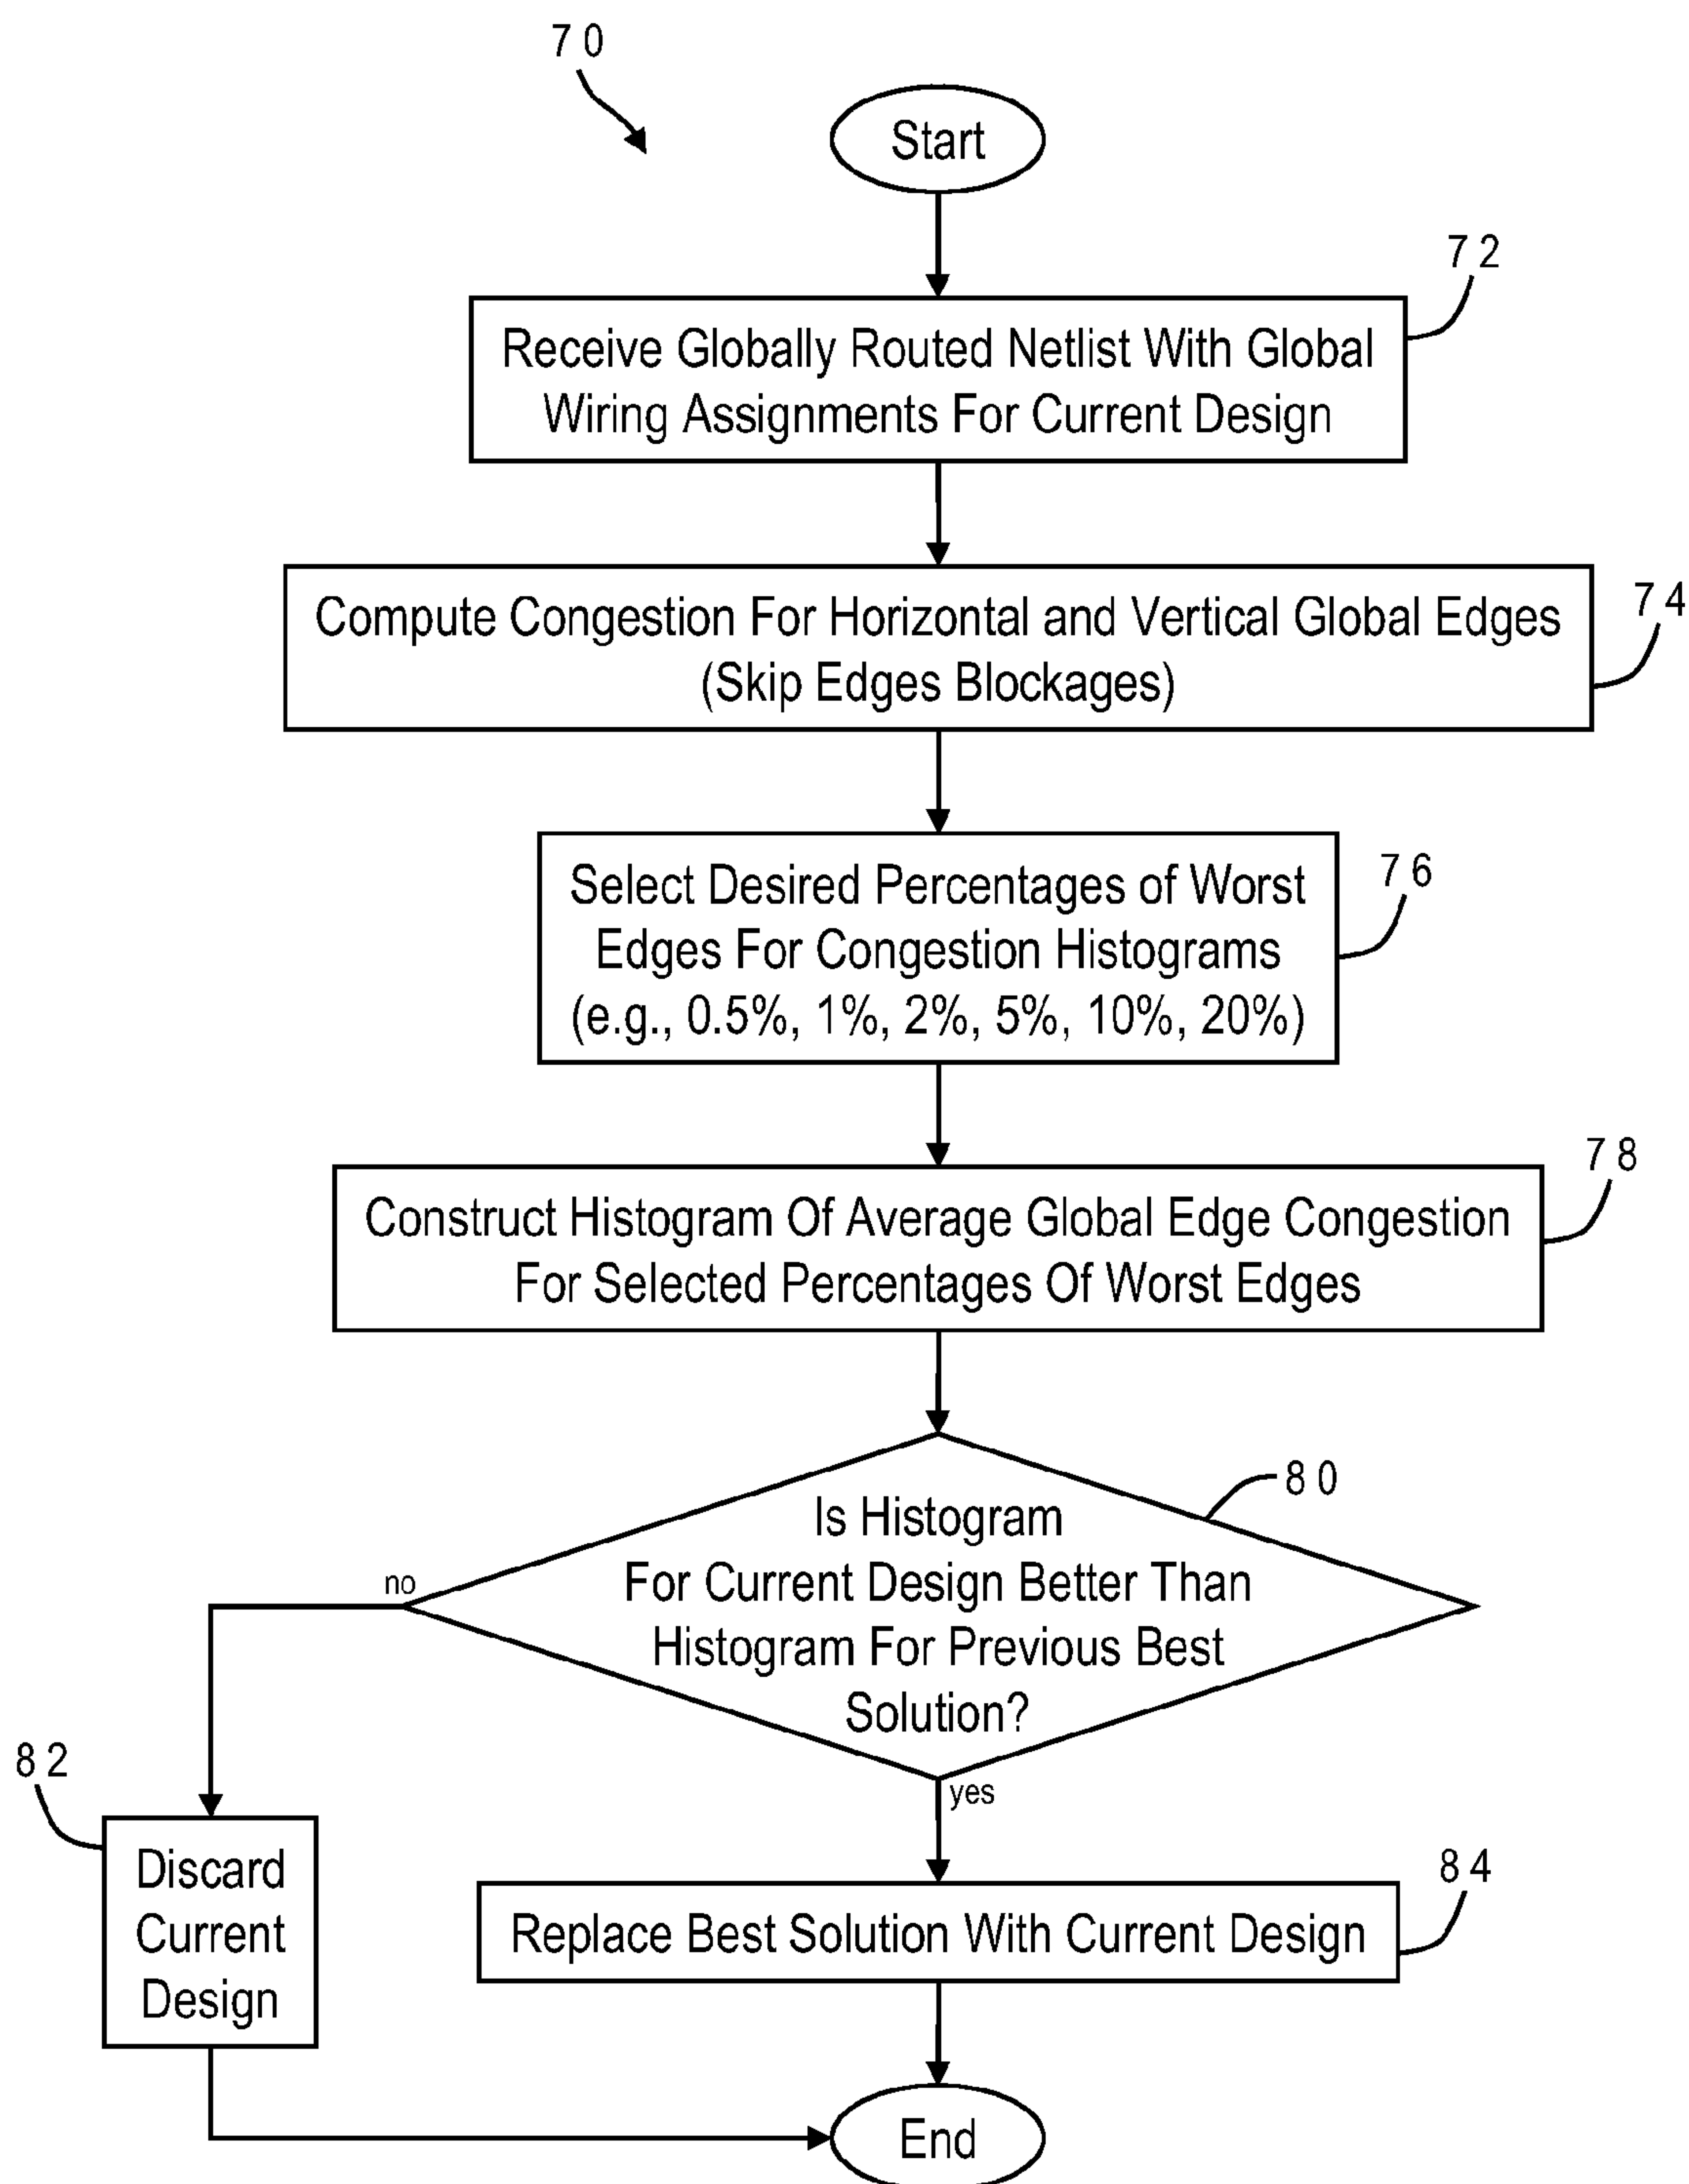 70
Start
72
Receive Globally Routed Netlist With Global
Wiring Assignments For Current Design
74
Compute Congestion For Horizontal and Vertical Global Edges
(Skip Edges Blockages)
76
Select Desired Percentages of Worst
Edges For Congestion Histograms
(e.g., 0.5%, 1%, 2%, 5%, 10%, 20%)
78
Construct Histogram Of Average Global Edge Congestion
For Selected Percentages Of Worst Edges
80
Is Histogram
For Current Design Better Than
Histogram For Previous Best
Solution?
no
yes
82
Discard
Current
Design
84
Replace Best Solution With Current Design
End